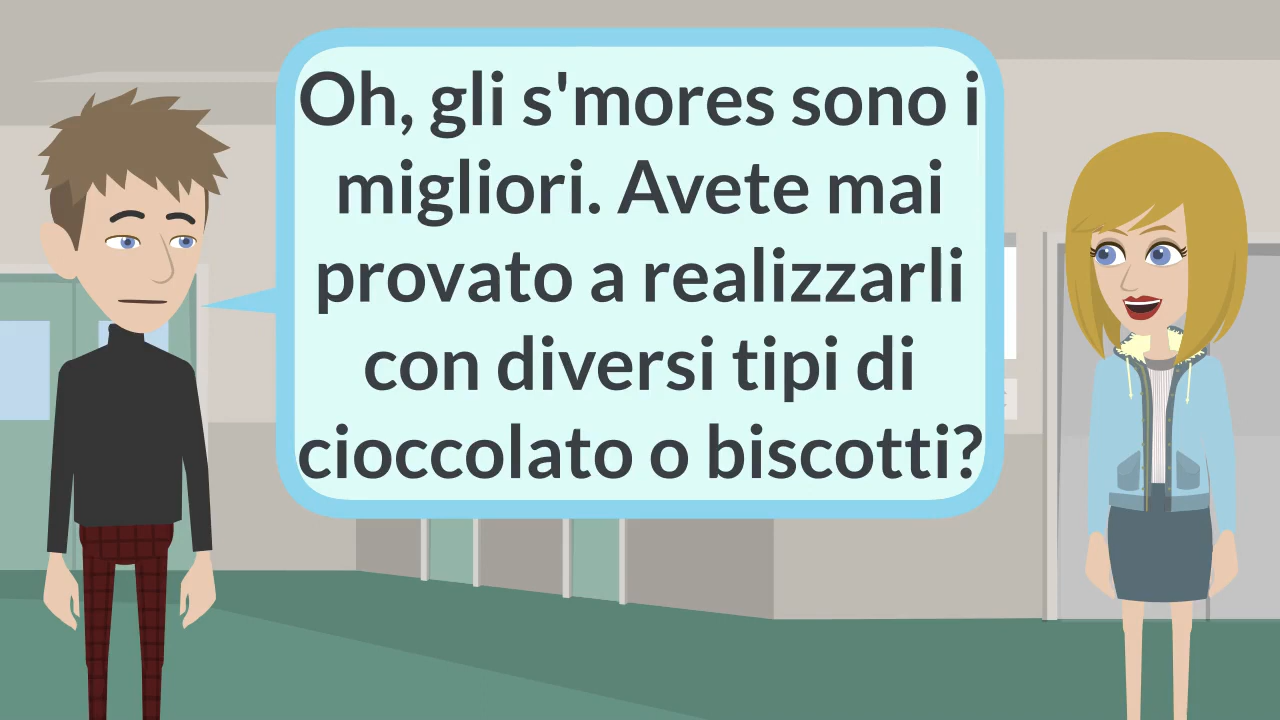 Oh, gli s'mores sono i
migliori. Avete mai
provato a realizzarli
con diversi tipi di
cioccolato o biscotti?